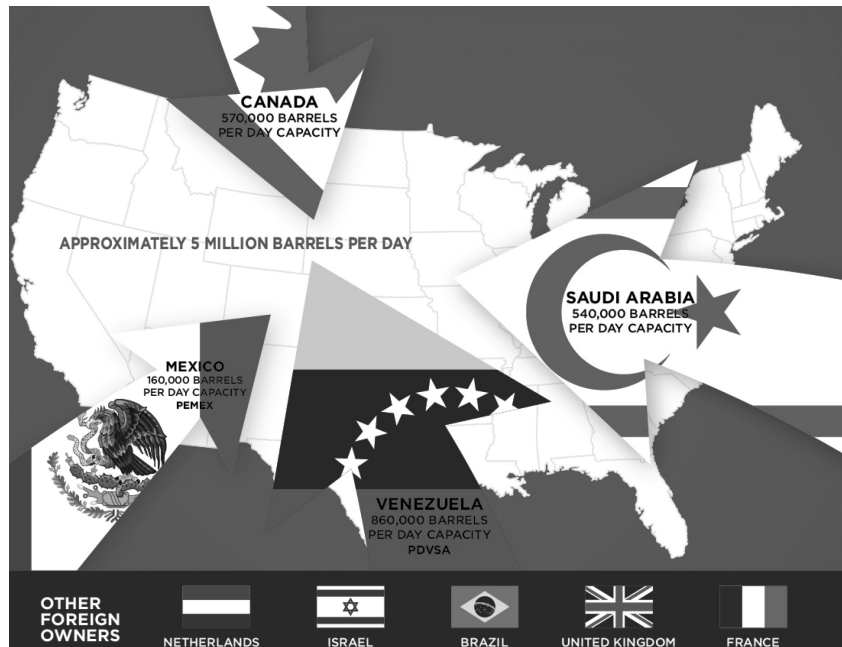 CANADA
570,000 BARRELS
PER DAY CAPACITY
APPROXIMATELY 5 MILLION BARRELS PER DAY
SAUDI ARABIA
540,000 BARRELS
PER DAY CAPACITY
MEXICO
160,000 BARRELS
PER DAY CAPACITY
PEMEX
VENEZUELA
860,000 BARRELS
PER DAY CAPACITY
PDVSA
OTHER
FOREIGN
OWNERS
NETHERLANDS
ISRAEL
BRAZIL
UNITED KINGDOM
FRANCE